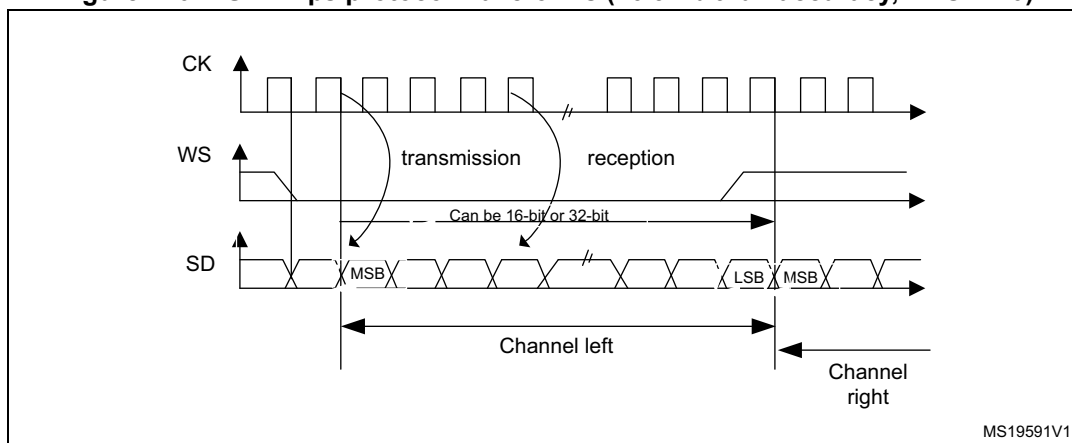 CK
transmission
reception
WS
Can be 16-bit or 32-bit
SD
MSB
LSB
MSB
Channel left
Channel
right
MS19591V1